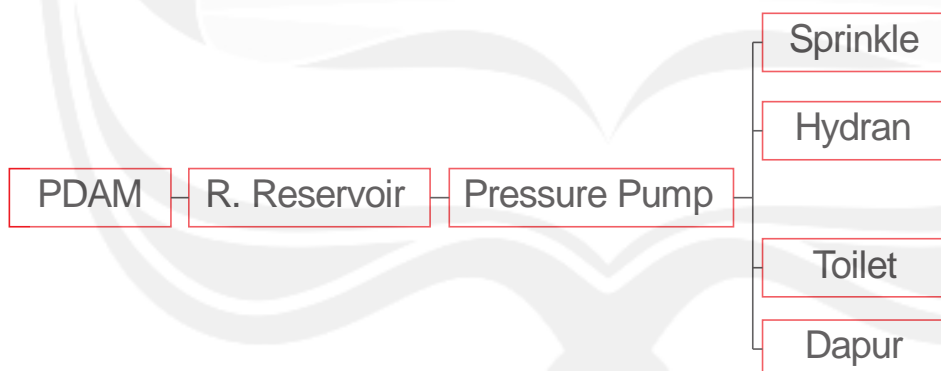 Sprinkle
Hydran
PDAM
R. Reservoir
Pressure Pump
Toilet
Dapur